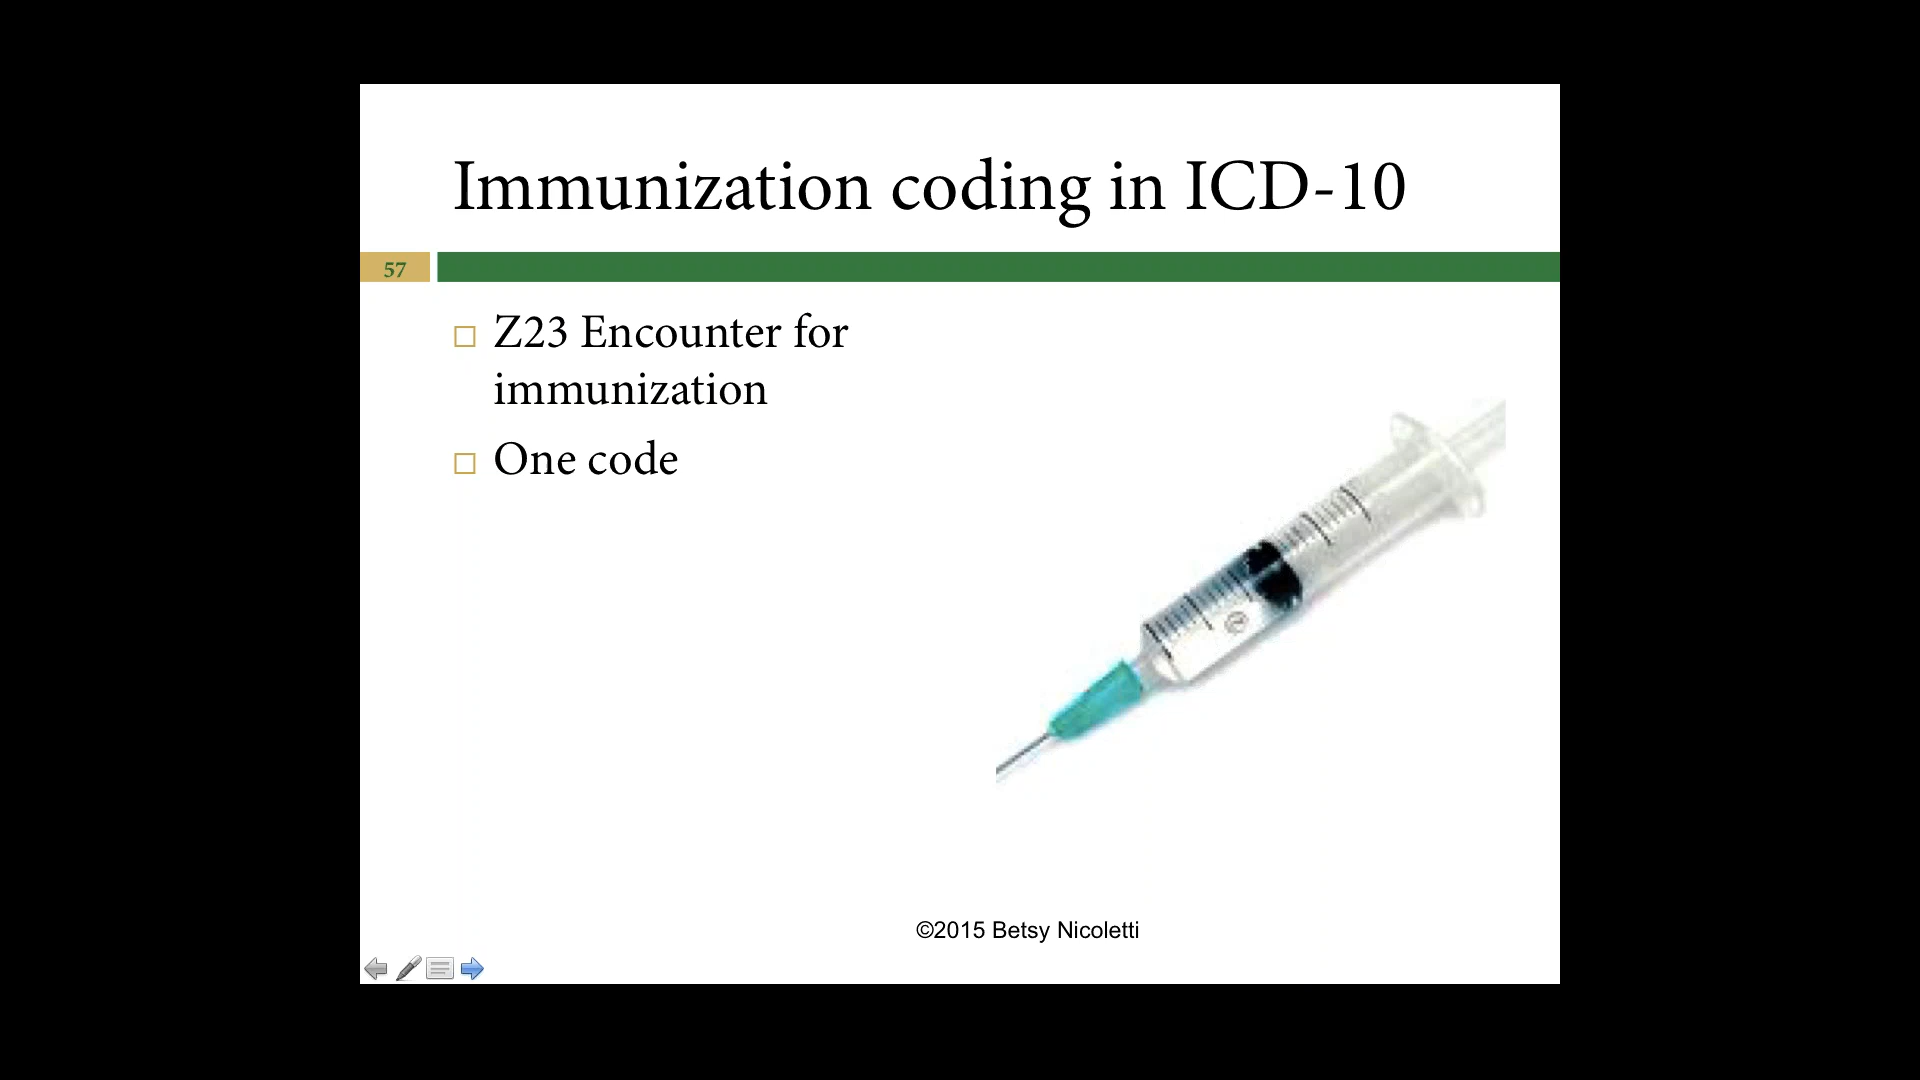 Immunization coding in ICD-10
57
Z23 Encounter for
immunization
One code
©2015 Betsy Nicoletti